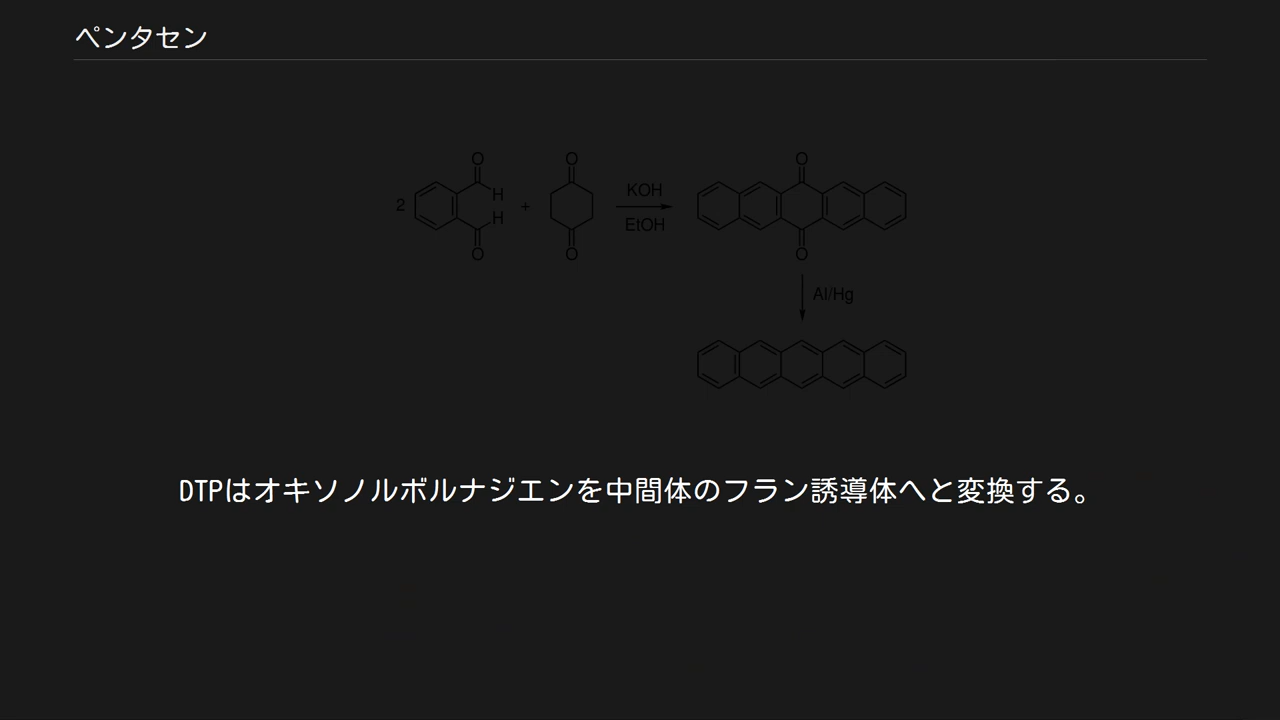 ペンタセン
O O O
2 H + KOH
H EtOH
O O O
Al/Hg
DTPはオキソノルボルナジエンを中間体のフラン誘導体へと変換する。